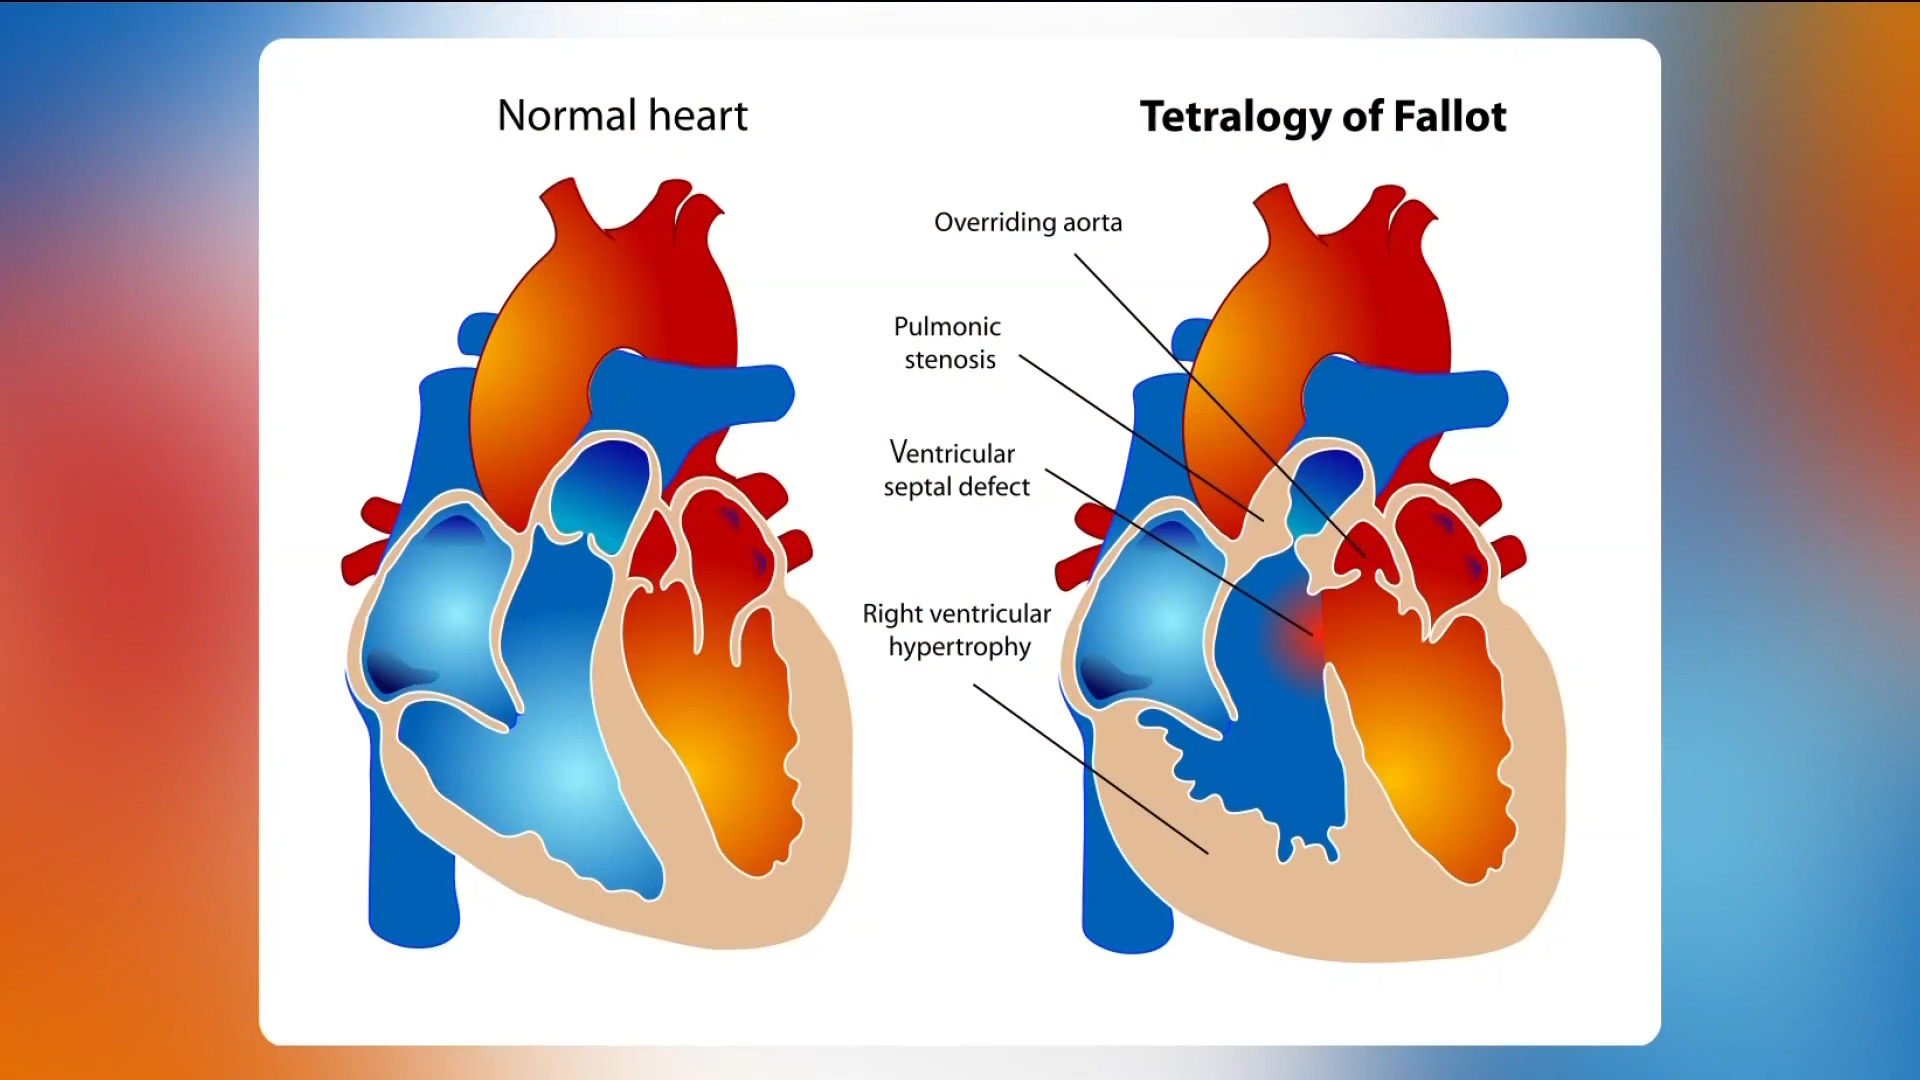 Normal heart
Tetralogy of Fallot
Overriding aorta
Pulmonic
stenosis
Ventricular
septal defect
Right ventricular
hypertrophy